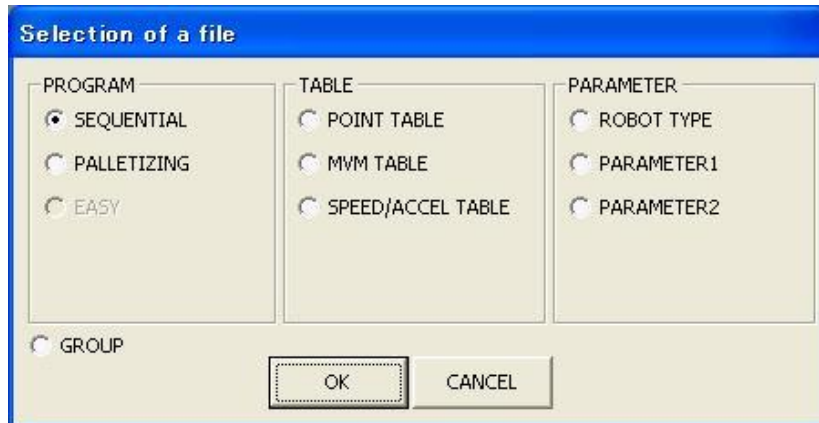 Selection of a file
PROGRAM
SEQUENTIAL
PALLETIZING
EASY
TABLE
POINT TABLE
MVM TABLE
SPEED/ACCEL TABLE
PARAMETER
ROBOT TYPE
PARAMETER1
PARAMETER2
GROUP
OK
CANCEL